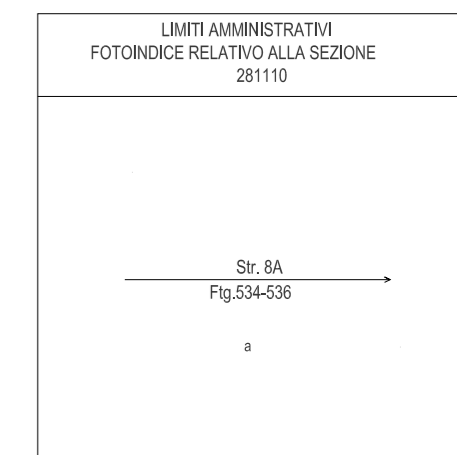 LIMITI AMMINISTRATIVI
FOTOINDICE RELATIVO ALLA SEZIONE
281110
Str. 8A
Ftg.534-536
a